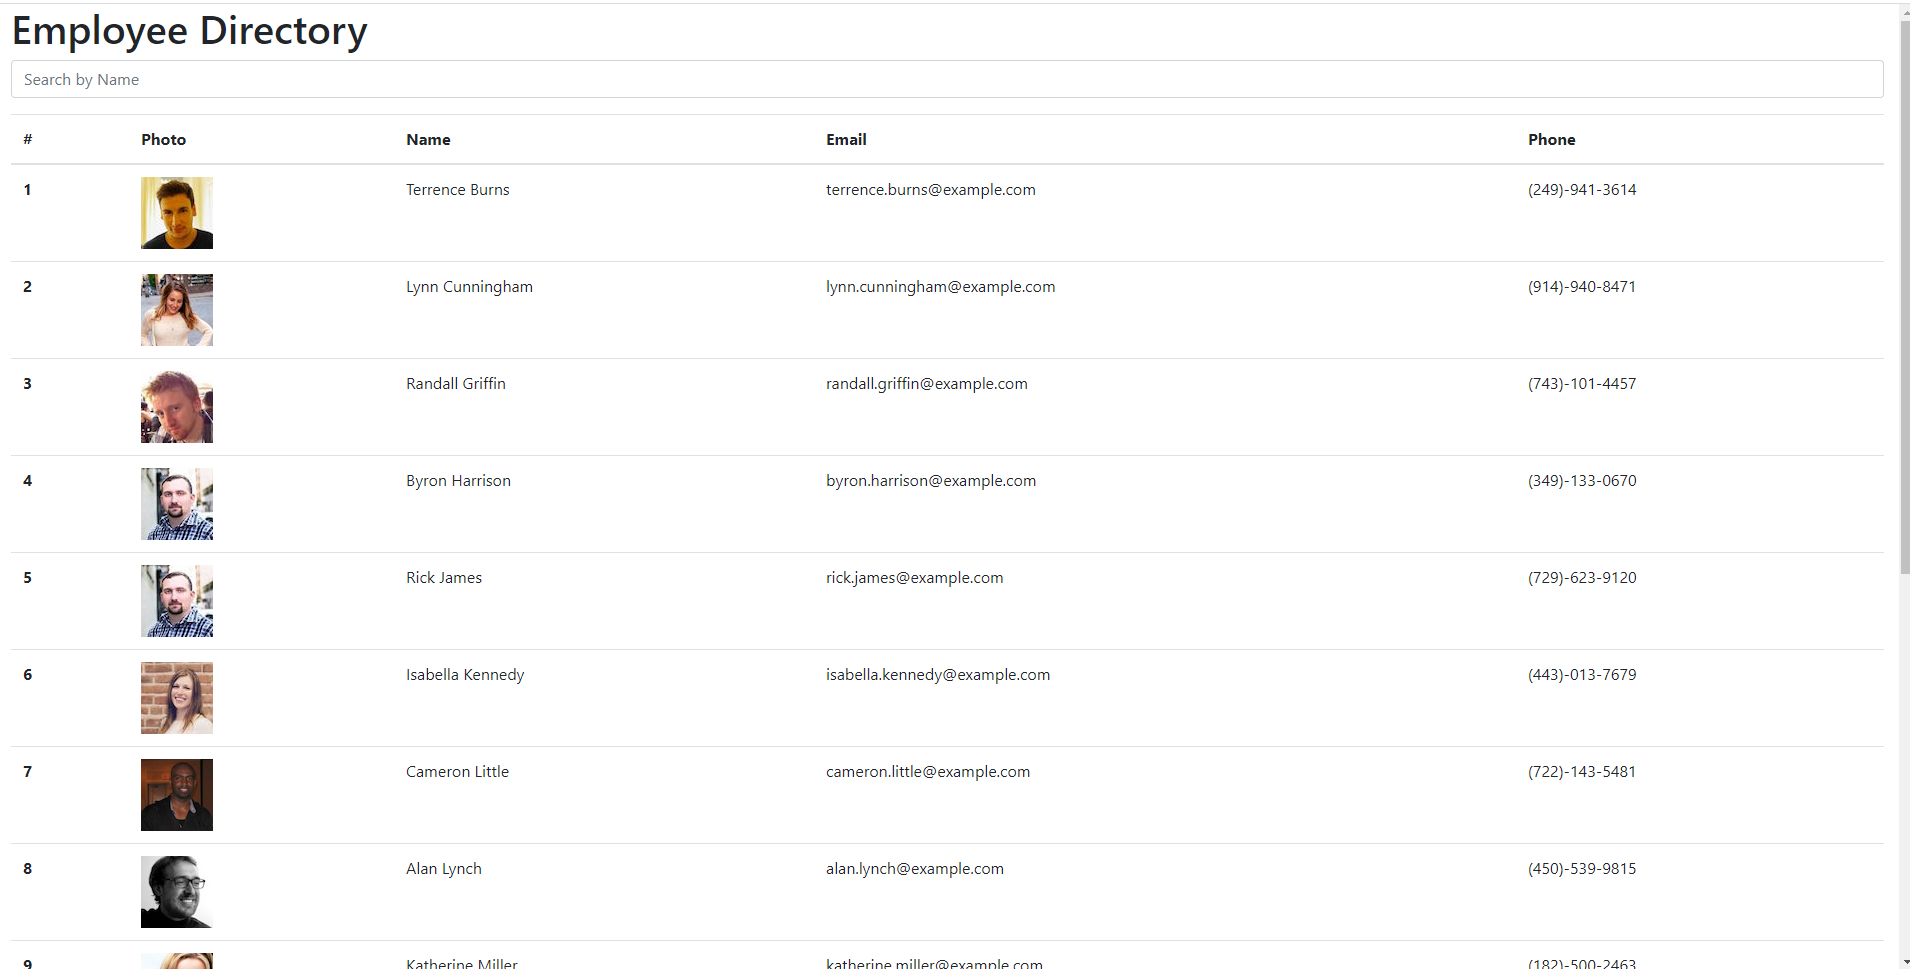 Employee Directory
Search by Name
# Photo Name Email Phone
1 Terrence Burns terrence.burns@example.com (249)-941-3614
2 Lynn Cunningham lynn.cunningham@example.com (914)-940-8471
3 Randall Griffin randall.griffin@example.com (743)-101-4457
4 Byron Harrison byron.harrison@example.com (349)-133-0670
5 Rick James rick.james@example.com (729)-623-9120
6 Isabella Kennedy isabella.kennedy@example.com (443)-013-7679
7 Cameron Little cameron.little@example.com (722)-143-5481
8 Alan Lynch alan.lynch@example.com (450)-539-9815
9 Katherine Miller katherine.miller@example.com (182)-500-2463